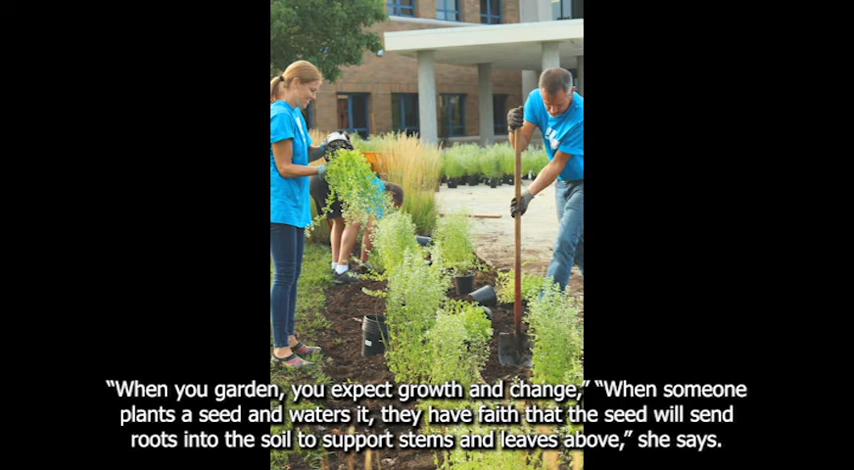 “When you garden, you expect growth and change,” “When someone
plants a seed and waters it, they have faith that the seed will send
roots into the soil to support stems and leaves above,” she says.